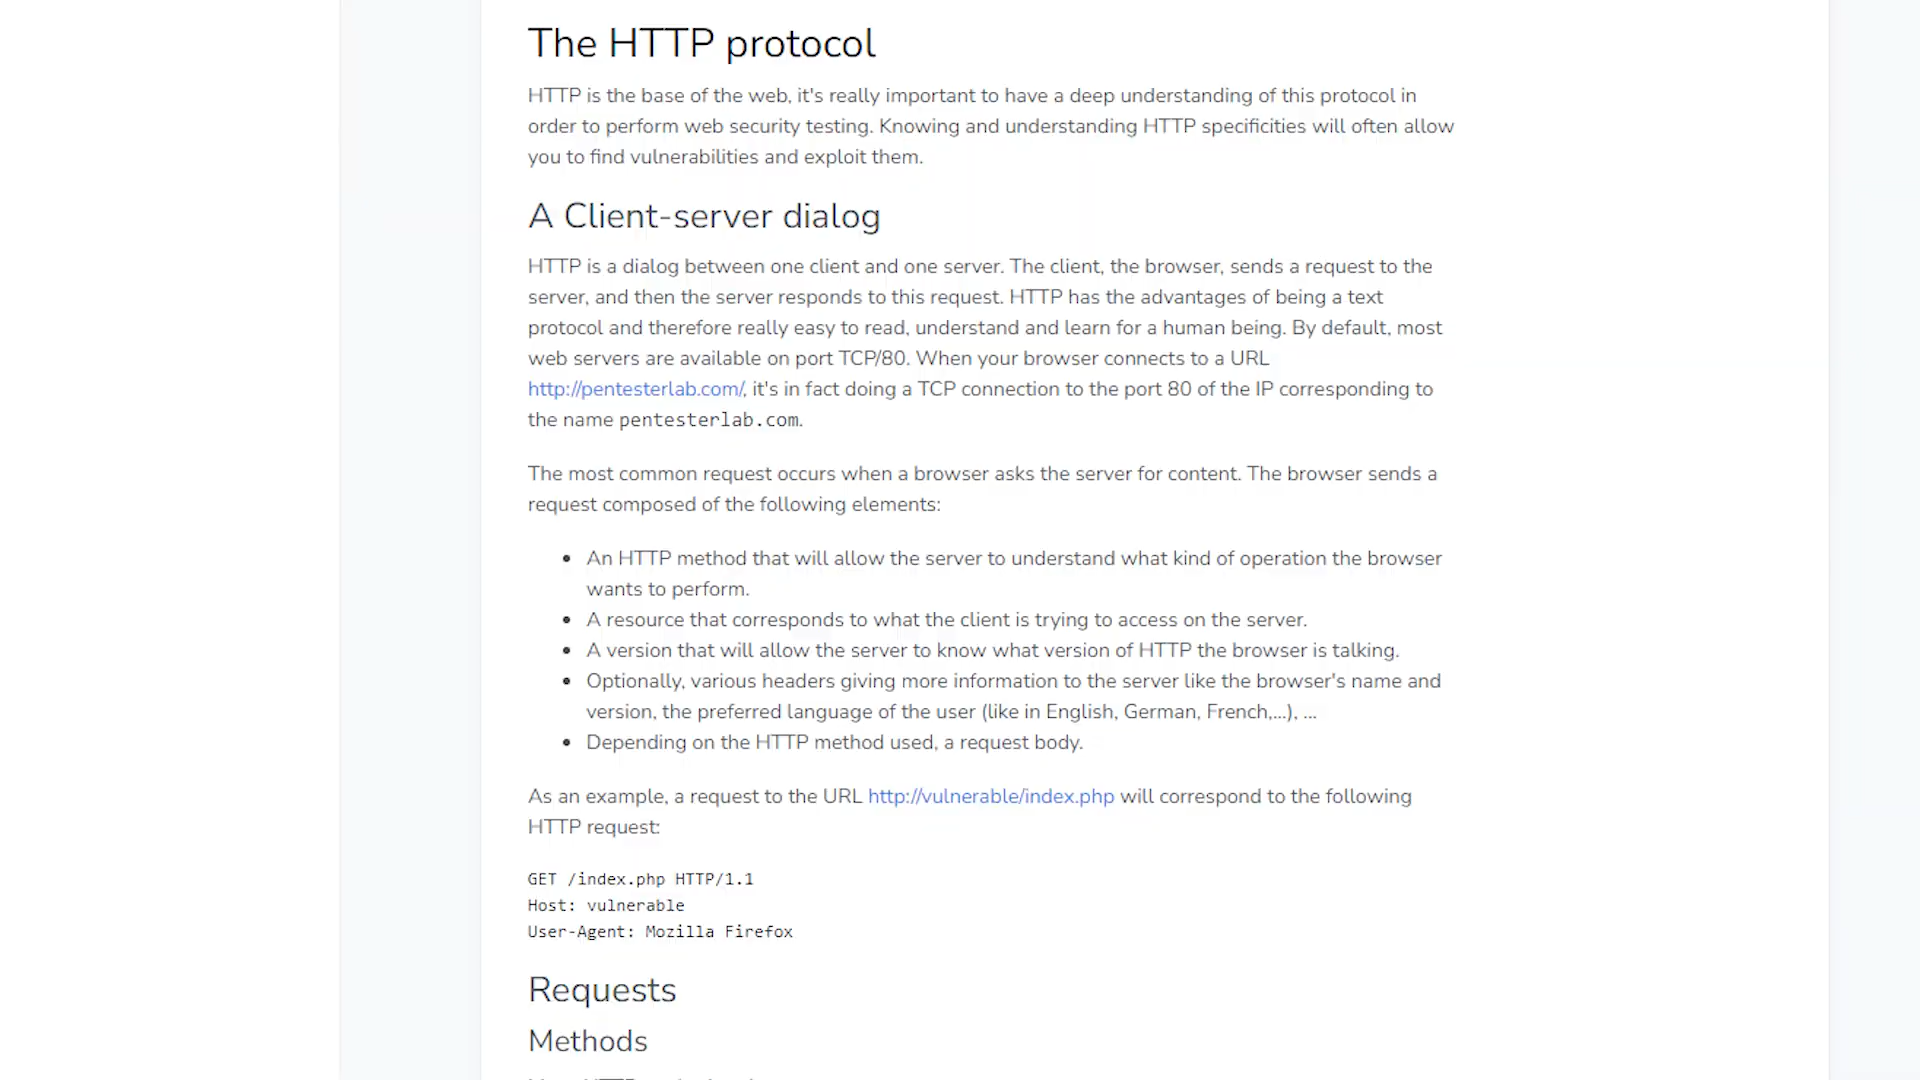 The HTTP protocol
HTTP is the base of the web, it's really important to have a deep understanding of this protocol in
order to perform web security testing. Knowing and understanding HTTP specificities will often allow
you to find vulnerabilities and exploit them.
A Client-server dialog
HTTP is a dialog between one client and one server. The client, the browser, sends a request to the
server, and then the server responds to this request. HTTP has the advantages of being a text
protocol and therefore really easy to read, understand and learn for a human being. By default, most
web servers are available on port TCP/80. When your browser connects to a URL
http://pentesterlab.com/, it's in fact doing a TCP connection to the port 80 of the IP corresponding to
the name pentesterlab.com.
The most common request occurs when a browser asks the server for content. The browser sends a
request composed of the following elements:
• An HTTP method that will allow the server to understand what kind of operation the browser
wants to perform.
• A resource that corresponds to what the client is trying to access on the server.
• A version that will allow the server to know what version of HTTP the browser is talking.
• Optionally, various headers giving more information to the server like the browser's name and
version, the preferred language of the user (like in English, German, French,...), ...
• Depending on the HTTP method used, a request body.
As an example, a request to the URL http://vulnerable/index.php will correspond to the following
HTTP request:
GET /index.php HTTP/1.1
Host: vulnerable
User-Agent: Mozilla Firefox
Requests
Methods